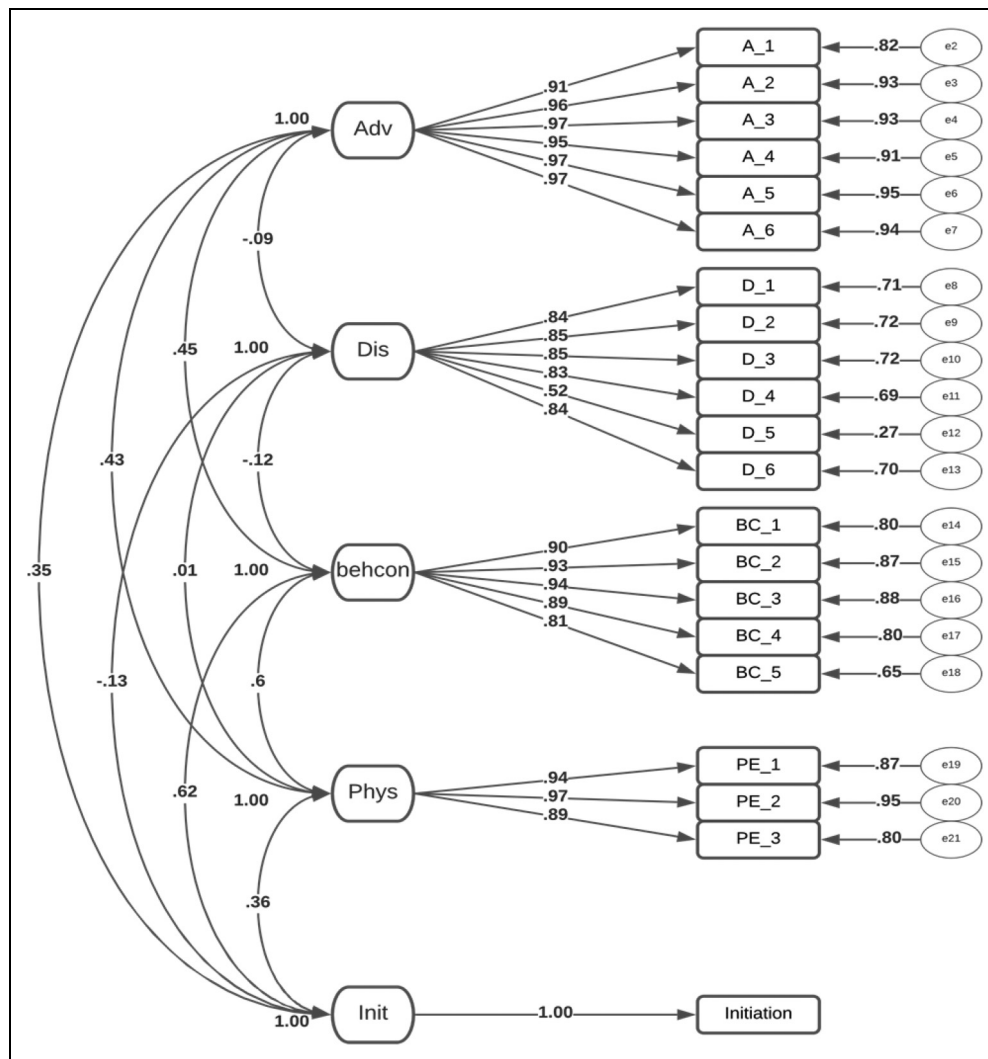 A_1 .82 e2
.91 A_2 .93 e3
1.00 .96
Adv .97 A_3 .93 e4
.95 A_4 .91 e5
.97
.97 A_5 .95 e6
A_6 .94 e7
-.09
D_1 .71 e8
.84 D_2 .72 e9
.45 1.00 .85
Dis .85 D_3 .72 e10
.83 D_4 .69 e11
.52
.84 D_5 .27 e12
.43 -.12 D_6 .70 e13
BC_1 .80 e14
.90 BC_2 .87 e15
.35 .01 1.00 behcon .93
.94 BC_3 .88 e16
.89 BC_4 .80 e17
.81
BC_5 .65 e18
-.13 .6
PE_1 .87 e19
.94
.62 1.00 Phys .97 PE_2 .95 e20
.89 PE_3 .80 e21
.36
1.00 Init 1.00 Initiation